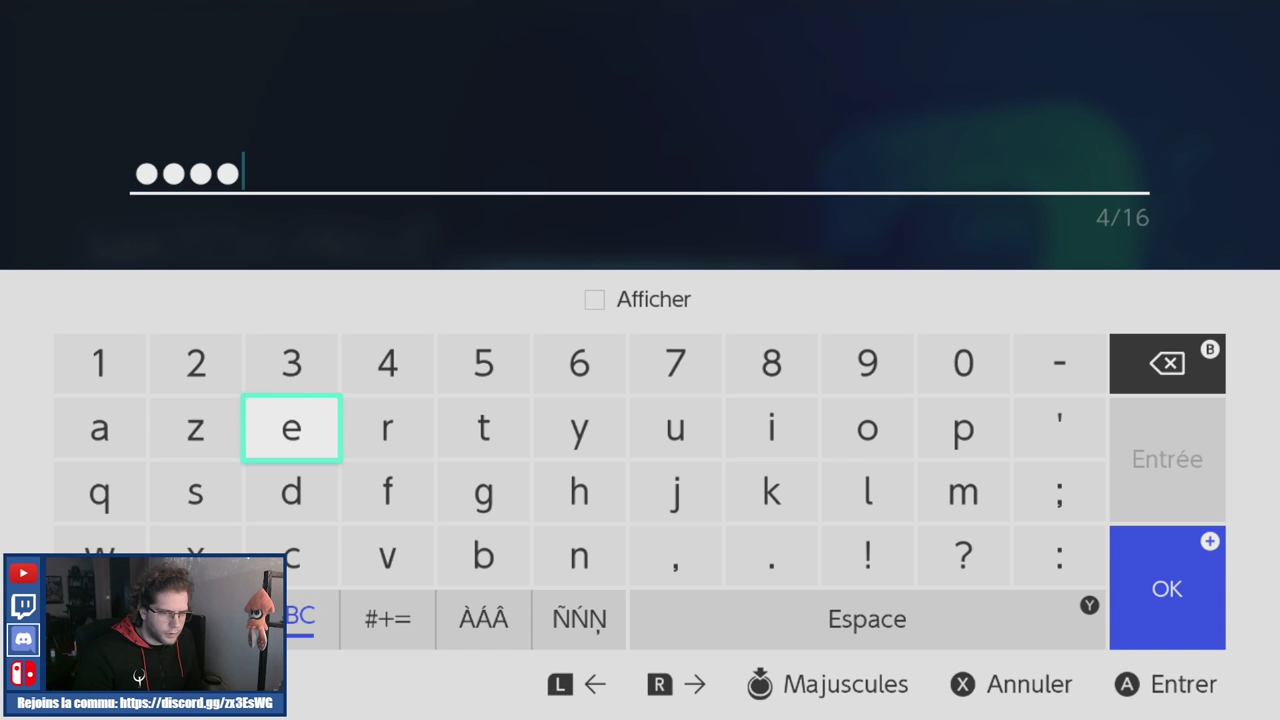 4/16
Afficher
1 2 3 4 5 6 7 8 9 0 - B
a z e r t y u i o p '
Entrée
q s d f g h j k l m ;
c v b n , . ! ? :
OK
BC #+= ÀÁÂ ÑŃŅ Espace Y
L ← R → Majuscules X Annuler A Entrer
Rejoins la commu: https://discord.gg/zx3EsWG